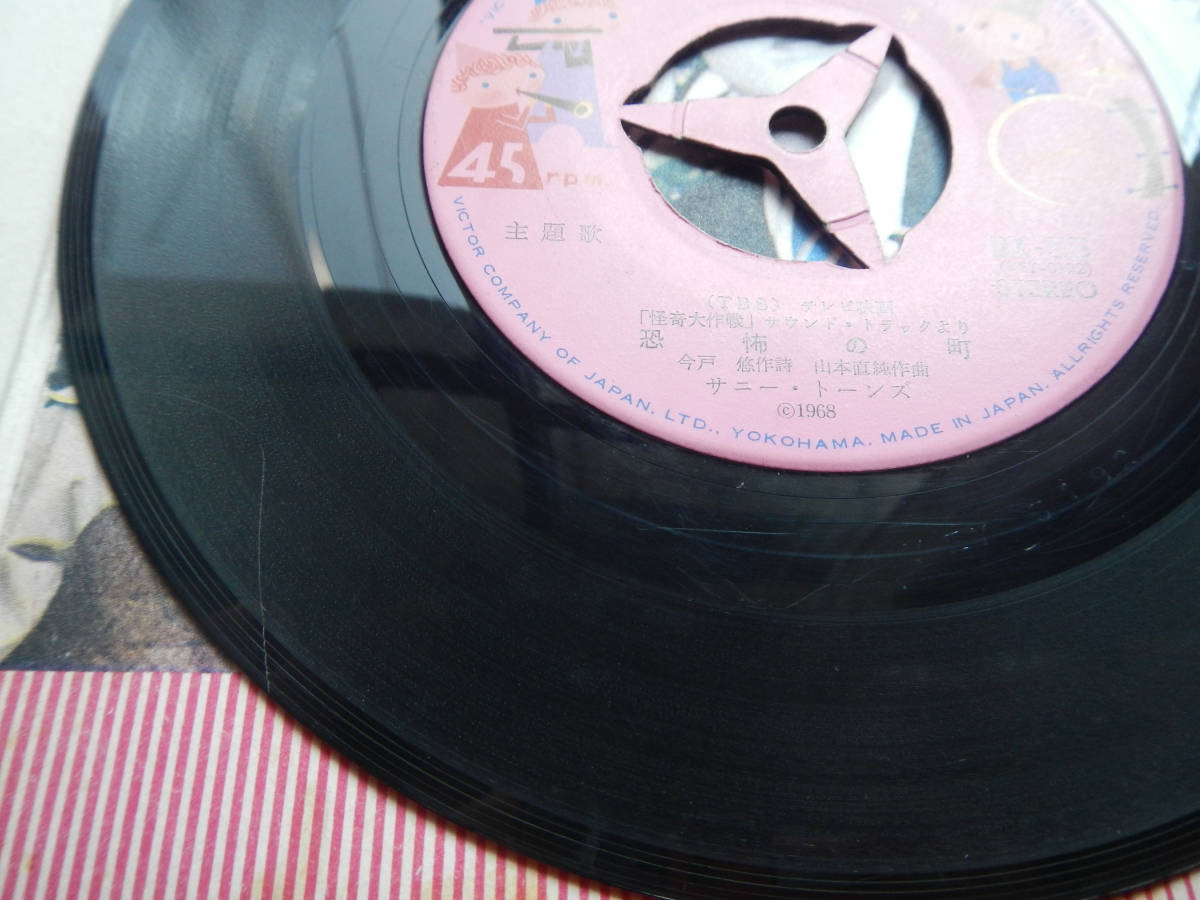 45 rpm.
主題歌
STEREO
(TBS) テレビ映画
「怪奇大作戦」サウンド・トラックより
恐怖の町
今戸 悠作詩 山本直純作曲
サニー・トーンズ
©1968
VICTOR COMPANY OF JAPAN, LTD., YOKOHAMA. MADE IN JAPAN. ALLRIGHTS RESERVED.